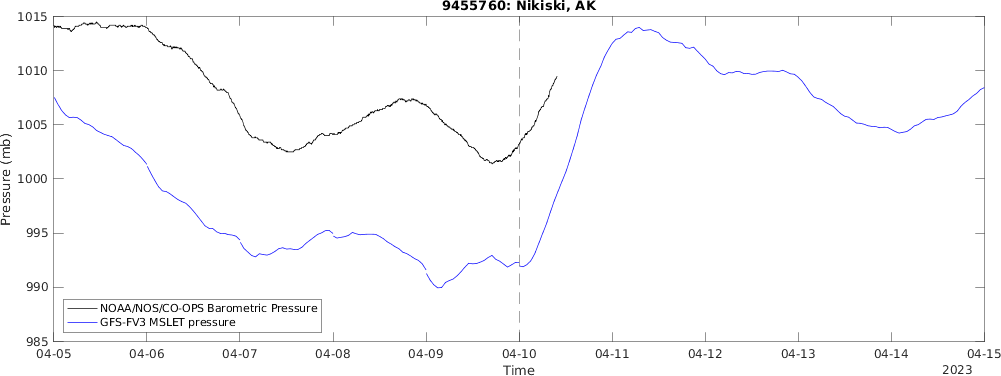 9455760: Nikiski, AK
1015
1010
1005
1000
995
990
985
Pressure (mb)
NOAA/NOS/CO-OPS Barometric Pressure
GFS-FV3 MSLET pressure
04-05 04-06 04-07 04-08 04-09 04-10 04-11 04-12 04-13 04-14 04-15
Time
2023